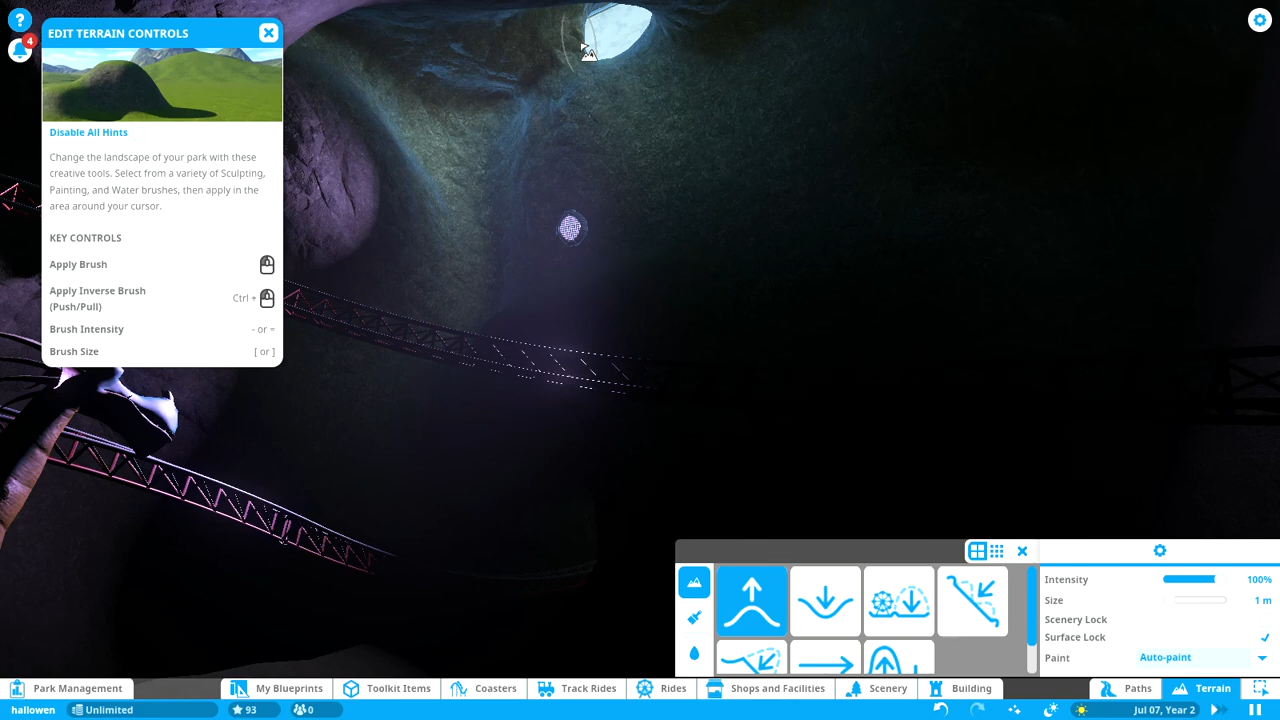 ?
4
EDIT TERRAIN CONTROLS
Disable All Hints
Change the landscape of your park with these
creative tools. Select from a variety of Sculpting,
Painting, and Water brushes, then apply in the
area around your cursor.
KEY CONTROLS
Apply Brush
Apply Inverse Brush
(Push/Pull)
Ctrl +
Brush Intensity
- or =
Brush Size
[ or ]
Intensity
100%
Size
1 m
Scenery Lock
Surface Lock
Paint
Auto-paint
Park Management
My Blueprints
Toolkit Items
Coasters
Track Rides
Rides
Shops and Facilities
Scenery
Building
Paths
Terrain
hallowen
Unlimited
93
0
Jul 07, Year 2